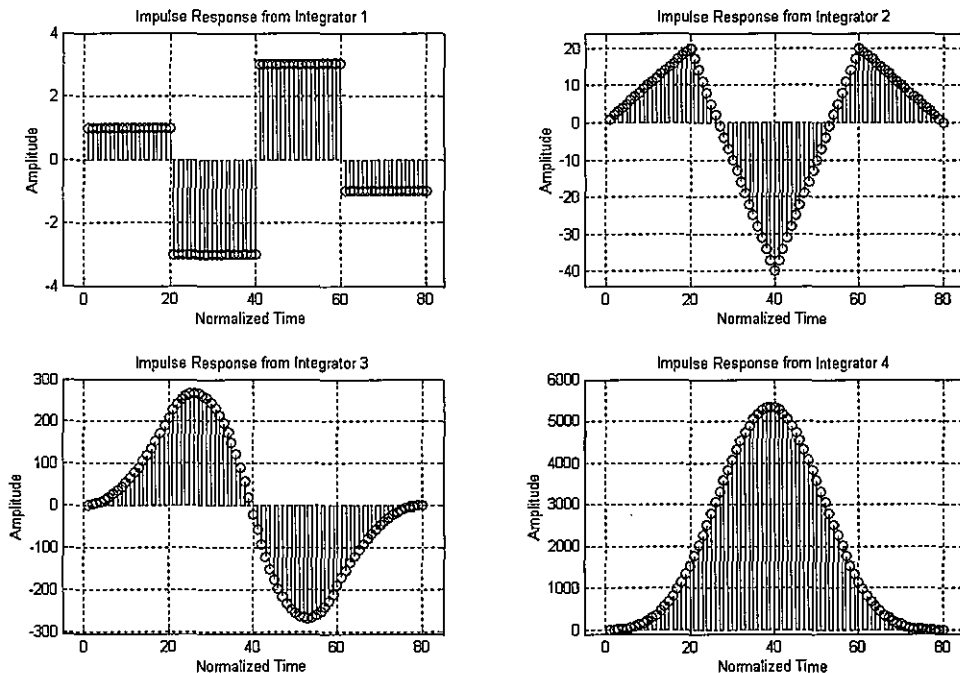 Impulse Response from Integrator 1
4
2
0
-2
-4
Amplitude
0 20 40 60 80
Normalized Time
Impulse Response from Integrator 2
20
10
0
-10
-20
-30
-40
Amplitude
0 20 40 60 80
Normalized Time
Impulse Response from Integrator 3
300
200
100
0
-100
-200
-300
Amplitude
0 20 40 60 80
Normalized Time
Impulse Response from Integrator 4
6000
5000
4000
3000
2000
1000
0
Amplitude
0 20 40 60 80
Normalized Time